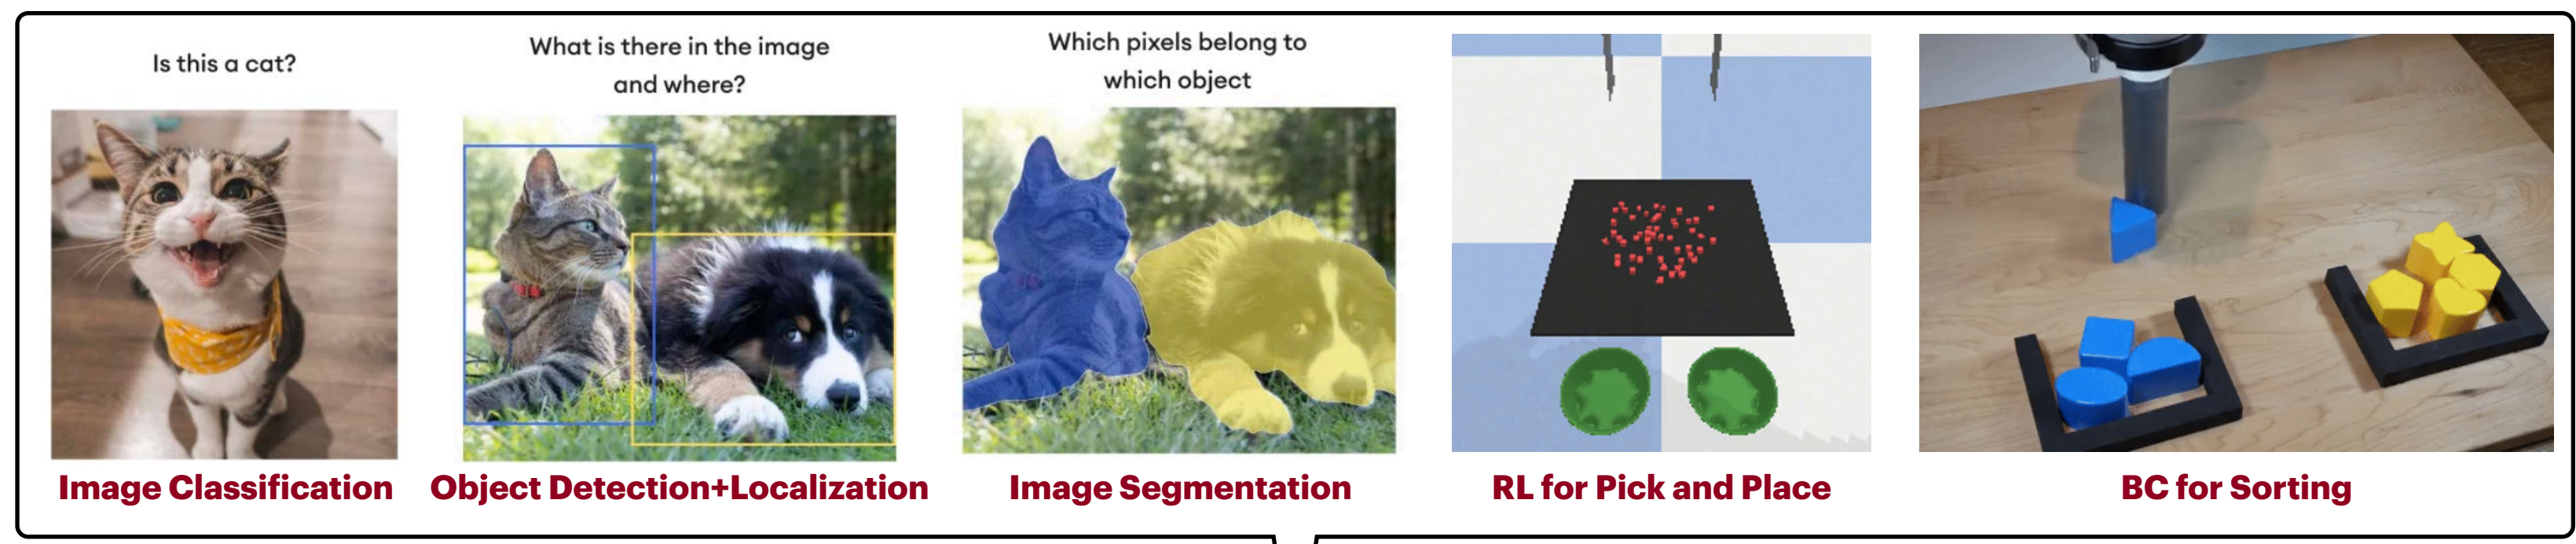 Is this a cat?
What is there in the image
and where?
Which pixels belong to
which object
Image Classification
Object Detection+Localization
Image Segmentation
RL for Pick and Place
BC for Sorting